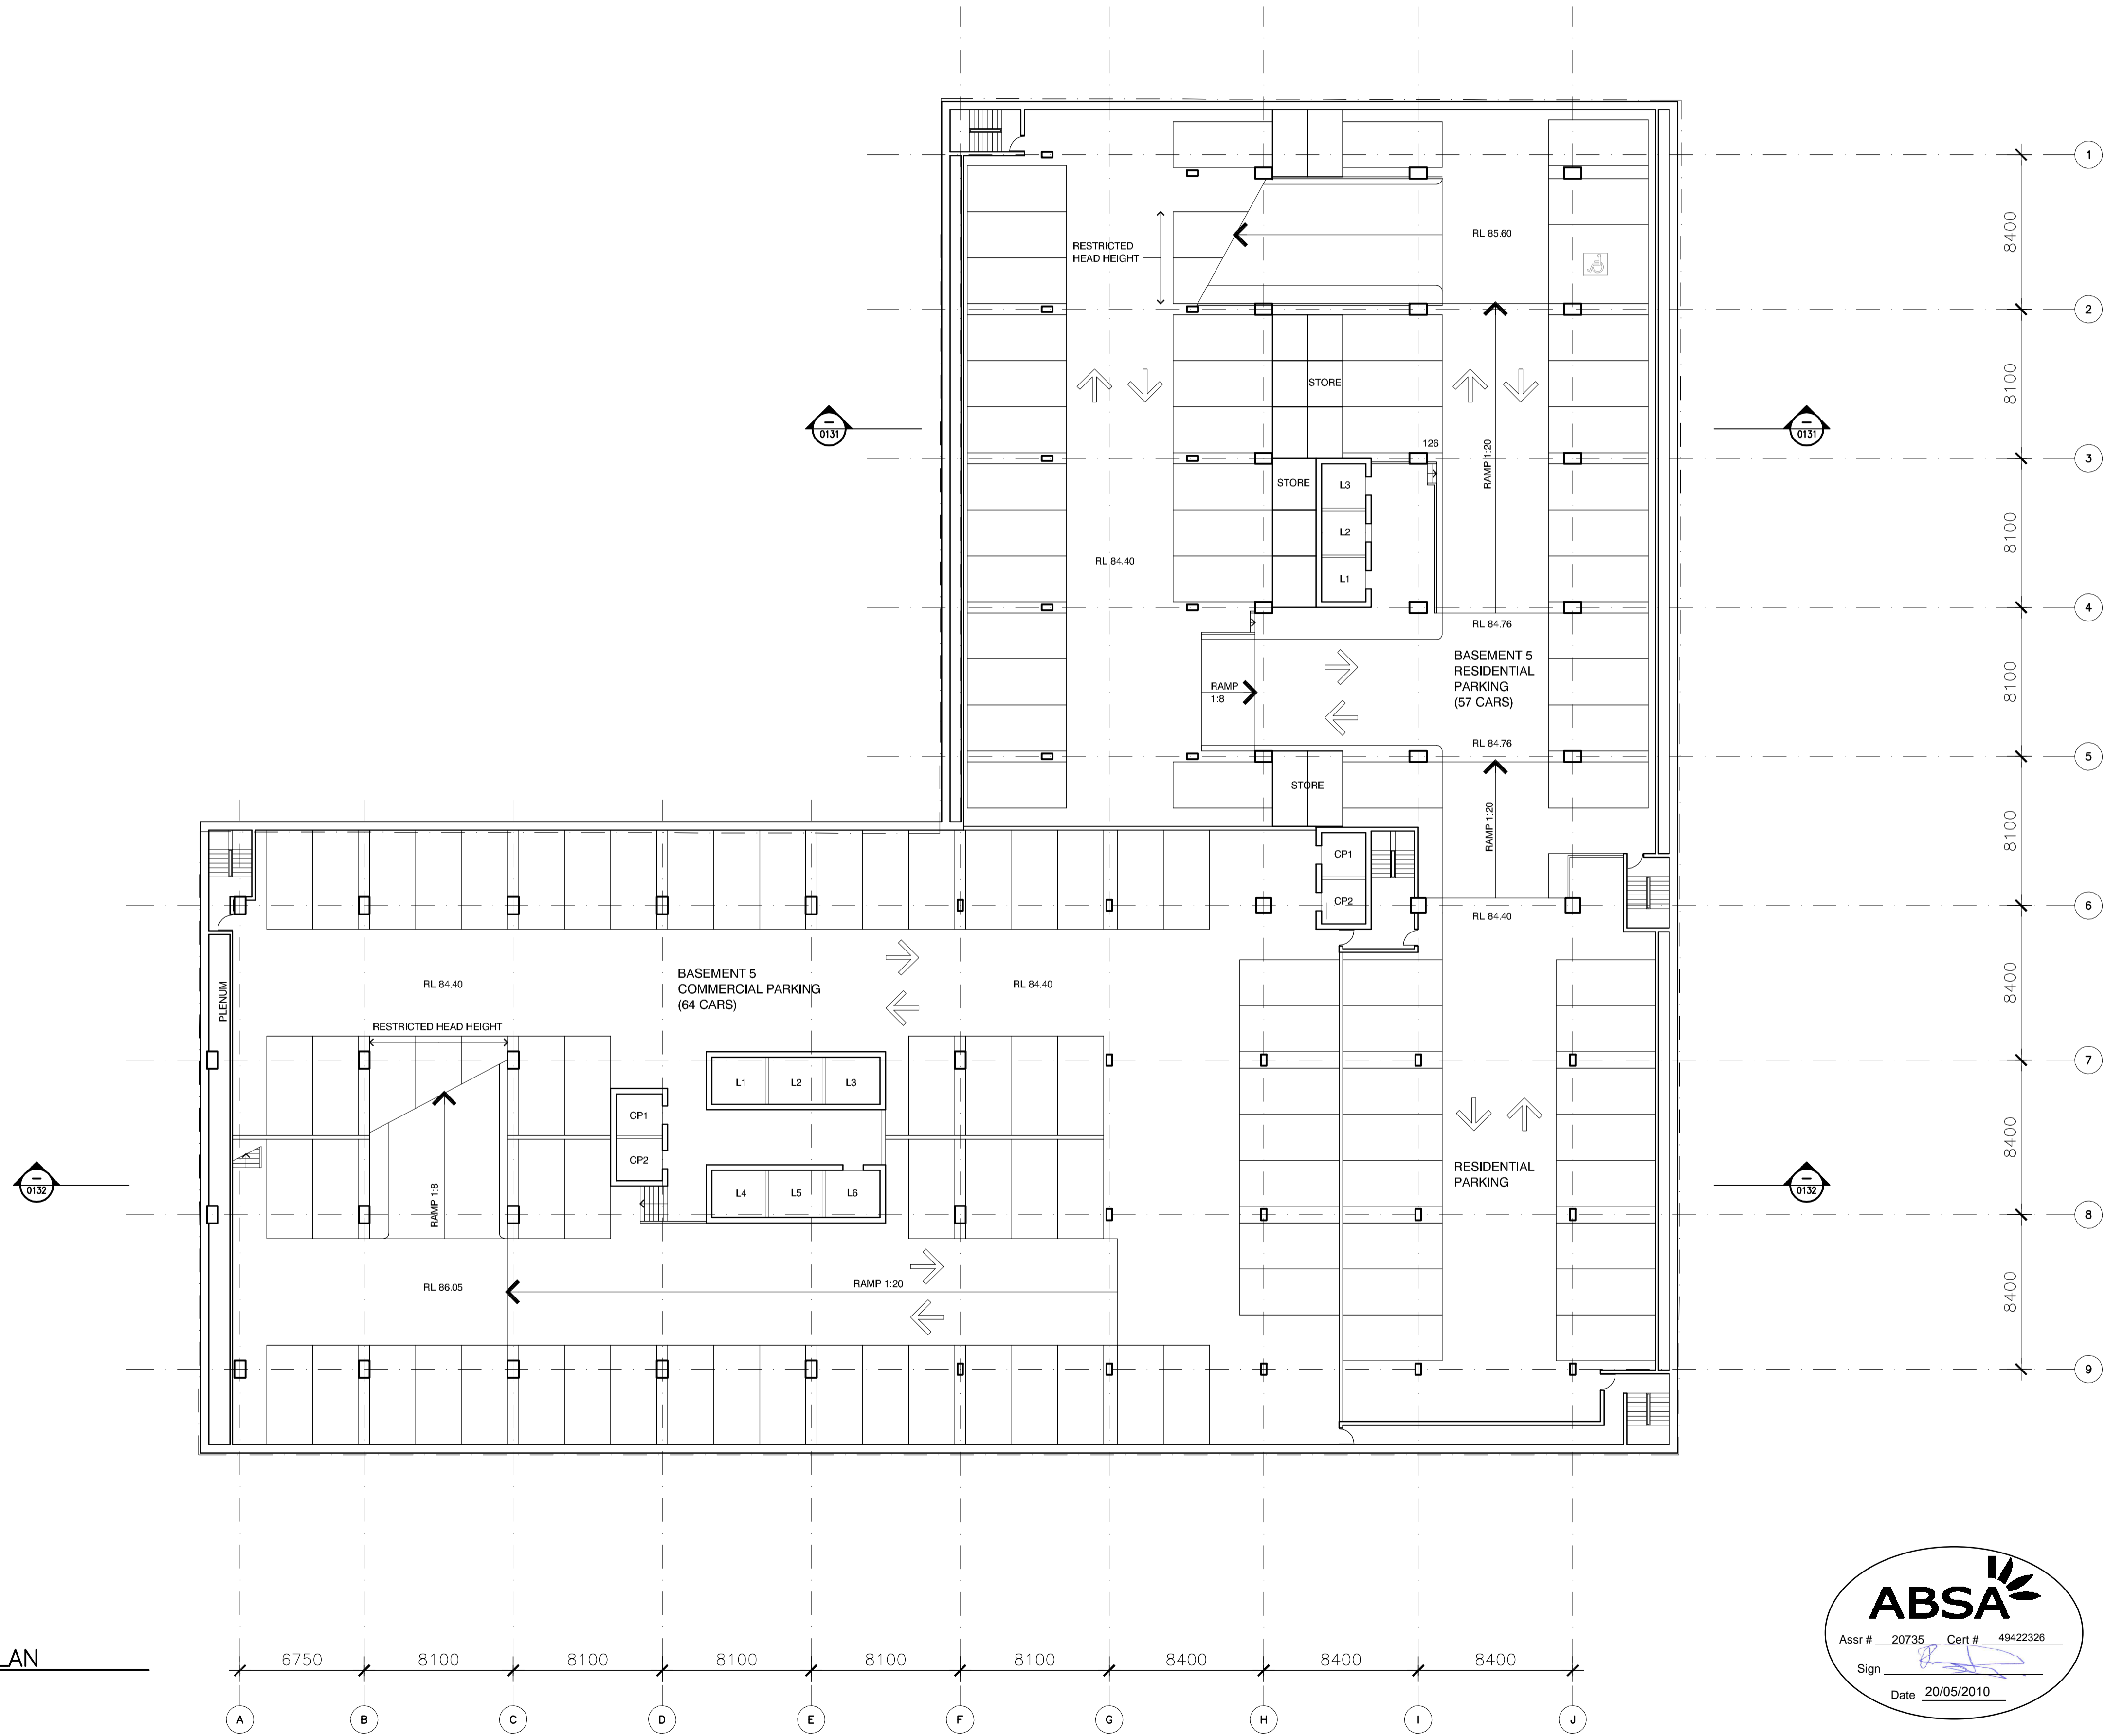 1
RL 85.60
8400
RESTRICTED
HEAD HEIGHT
2
STORE
8100
0131
0131
126
RAMP 1:20
3
STORE
L3
L2
8100
RL 84.40
L1
4
RL 84.76
BASEMENT 5
RESIDENTIAL
PARKING
(57 CARS)
8100
RAMP
1:8
RL 84.76
5
STORE
RAMP 1:20
8100
CP1
CP2
6
RL 84.40
BASEMENT 5
COMMERCIAL PARKING
(64 CARS)
RL 84.40
RL 84.40
PLENUM
8400
RESTRICTED HEAD HEIGHT
7
L1
L2
L3
CP1
8400
CP2
RESIDENTIAL
PARKING
0132
0132
L4
L5
L6
RAMP 1:8
8
RL 86.05
RAMP 1:20
8400
9
ABSA
Assr # 20735 Cert # 49422326
Sign
Date 20/05/2010
LAN
6750
8100
8100
8100
8100
8100
8400
8400
8400
A
B
C
D
E
F
G
H
I
J